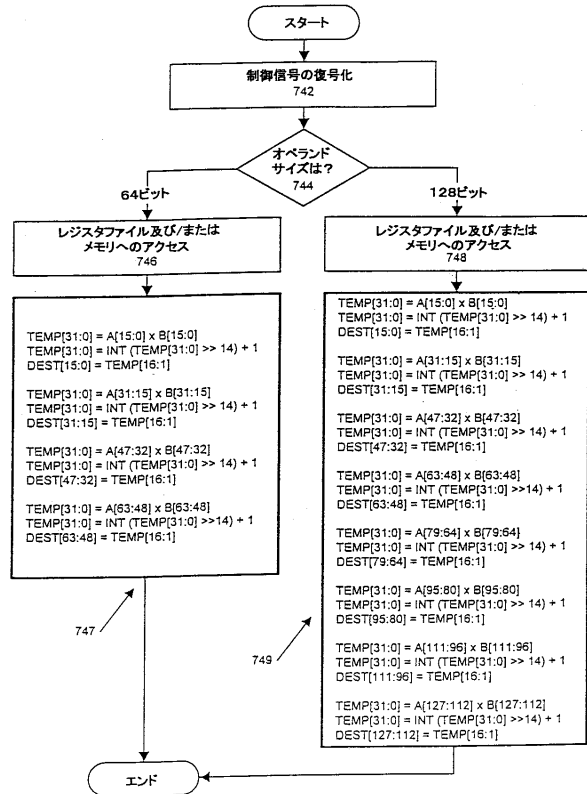 スタート
制御信号の復号化
742
オペランド
サイズは?
744
64ビット
128ビット
レジスタファイル及び/または
メモリへのアクセス
746
レジスタファイル及び/または
メモリへのアクセス
748
TEMP[31:0] = A[15:0] x B[15:0]
TEMP[31:0] = INT (TEMP[31:0] >> 14) + 1
DEST[15:0] = TEMP[16:1]
TEMP[31:0] = A[31:15] x B[31:15]
TEMP[31:0] = INT (TEMP[31:0] >> 14) + 1
DEST[31:15] = TEMP[16:1]
TEMP[31:0] = A[47:32] x B[47:32]
TEMP[31:0] = INT (TEMP[31:0] >> 14) + 1
DEST[47:32] = TEMP[16:1]
TEMP[31:0] = A[63:48] x B[63:48]
TEMP[31:0] = INT (TEMP[31:0] >>14) + 1
DEST[63:48] = TEMP[16:1]
747
TEMP[31:0] = A[15:0] x B[15:0]
TEMP[31:0] = INT (TEMP[31:0] >> 14) + 1
DEST[15:0] = TEMP[16:1]
TEMP[31:0] = A[31:15] x B[31:15]
TEMP[31:0] = INT (TEMP[31:0] >> 14) + 1
DEST[31:15] = TEMP[16:1]
TEMP[31:0] = A[47:32] x B[47:32]
TEMP[31:0] = INT (TEMP[31:0] >> 14) + 1
DEST[47:32] = TEMP[16:1]
TEMP[31:0] = A[63:48] x B[63:48]
TEMP[31:0] = INT (TEMP[31:0] >>14) + 1
DEST[63:48] = TEMP[16:1]
TEMP[31:0] = A[79:64] x B[79:64]
TEMP[31:0] = INT (TEMP[31:0] >> 14) + 1
DEST[79:64] = TEMP[16:1]
TEMP[31:0] = A[95:80] x B[95:80]
TEMP[31:0] = INT (TEMP[31:0] >> 14) + 1
DEST[95:80] = TEMP[16:1]
TEMP[31:0] = A[111:96] x B[111:96]
TEMP[31:0] = INT (TEMP[31:0] >> 14) + 1
DEST[111:96] = TEMP[16:1]
TEMP[31:0] = A[127:112] x B[127:112]
TEMP[31:0] = INT (TEMP[31:0] >>14) + 1
DEST[127:112] = TEMP[16:1]
749
エンド